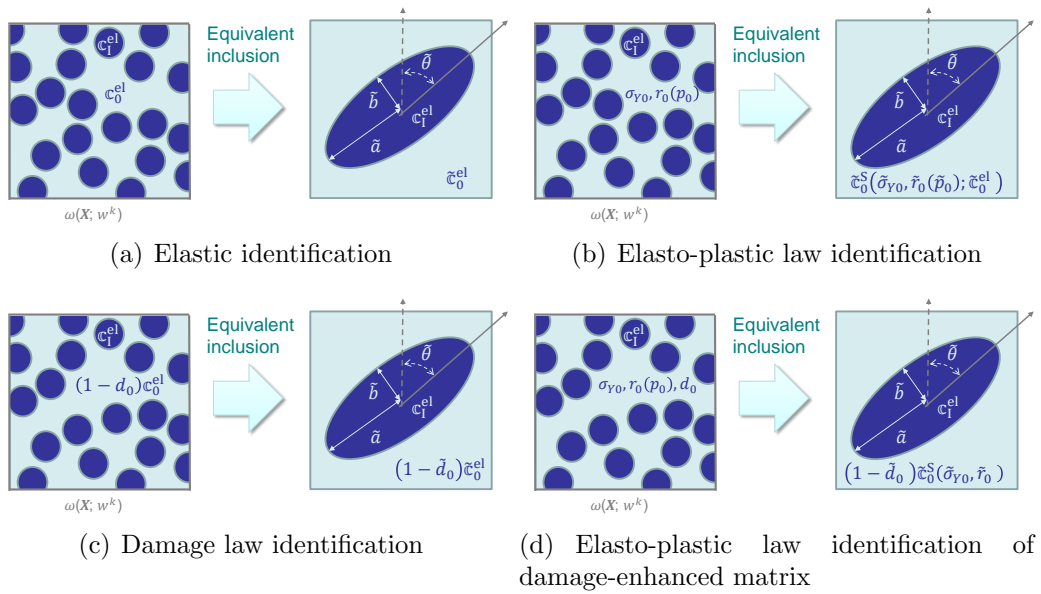 ℂ_I^el
ℂ_0^el
ω(X; w^k)
Equivalent
inclusion
θ̃
b̃
ℂ_I^el
ã
ℂ̃_0^el
(a) Elastic identification
ℂ_I^el
σ_Y0, r_0(p_0)
ω(X; w^k)
Equivalent
inclusion
θ̃
b̃
ℂ_I^el
ã
ℂ̃_0^S(σ̃_Y0, r̃_0(p̃_0); ℂ̃_0^el)
(b) Elasto-plastic law identification
ℂ_I^el
(1 − d_0)ℂ_0^el
ω(X; w^k)
Equivalent
inclusion
θ̃
b̃
ℂ_I^el
ã
(1 − d̃_0)ℂ̃_0^el
(c) Damage law identification
ℂ_I^el
σ_Y0, r_0(p_0), d_0
ω(X; w^k)
Equivalent
inclusion
θ̃
b̃
ℂ_I^el
ã
(1 − d̃_0)ℂ̃_0^S(σ̃_Y0, r̃_0 )
(d) Elasto-plastic law identification of
damage-enhanced matrix